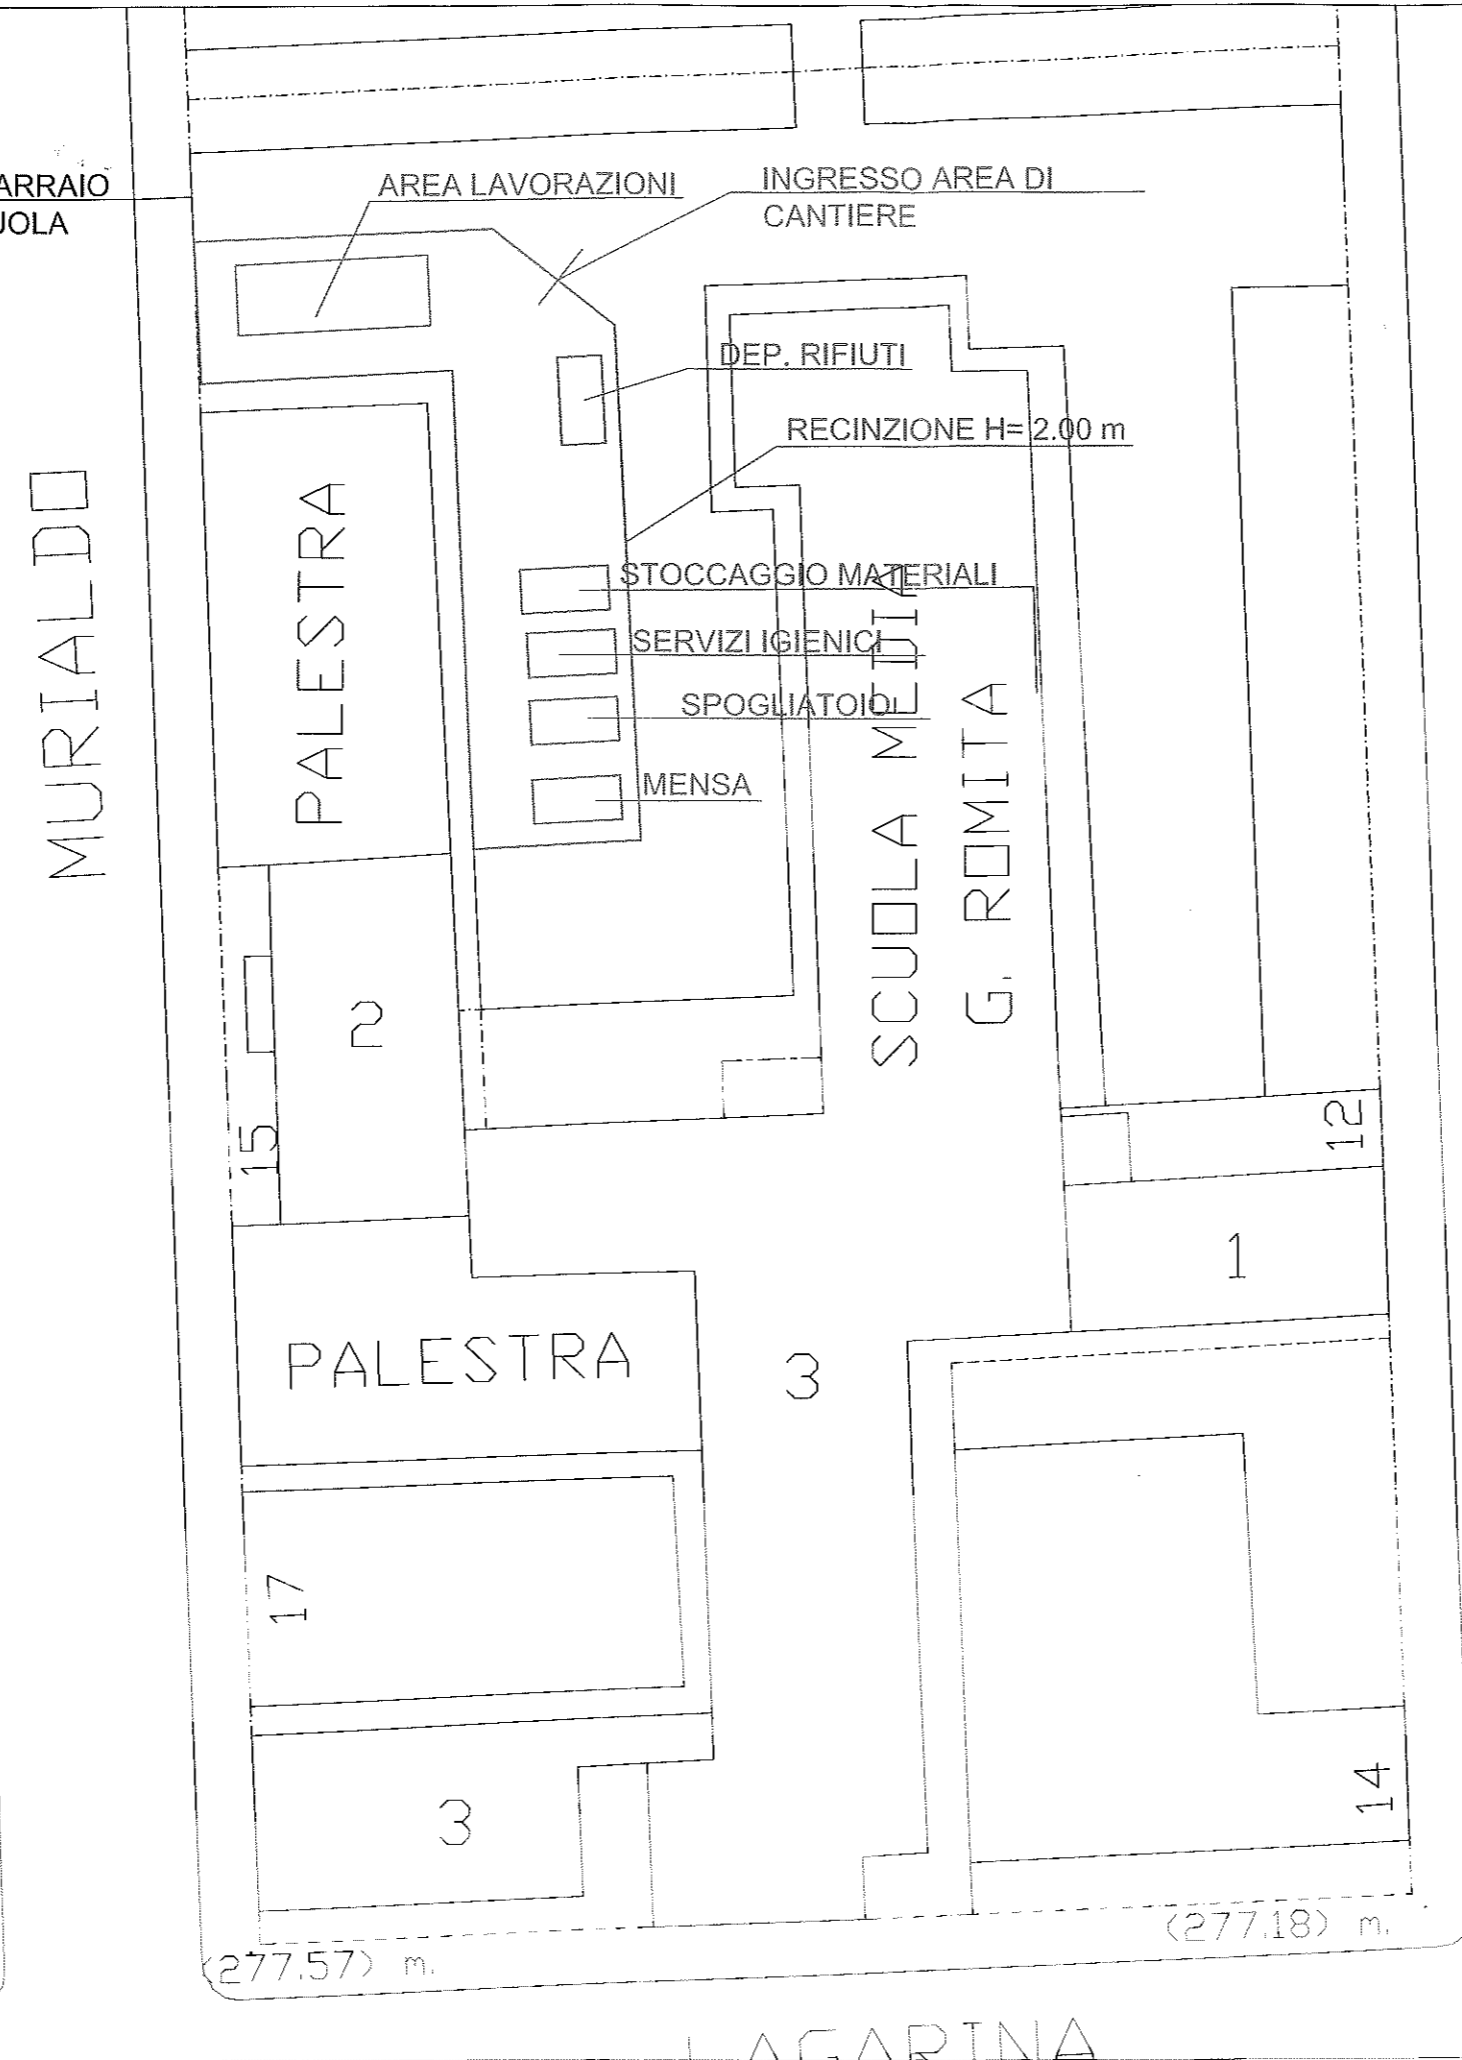 ARRAIO
UOLA
AREA LAVORAZIONI
INGRESSO AREA DI
CANTIERE
DEP. RIFIUTI
RECINZIONE H= 2.00 m
STOCCAGGIO MATERIALI
SERVIZI IGIENICI
SPOGLIATOIO
MENSA
MURIALDO
PALESTRA
SCUOLA MEDIA
G. ROMITA
2
15
12
1
PALESTRA
3
17
3
14
(277.57) m.
(277.18) m.
LAGARINA